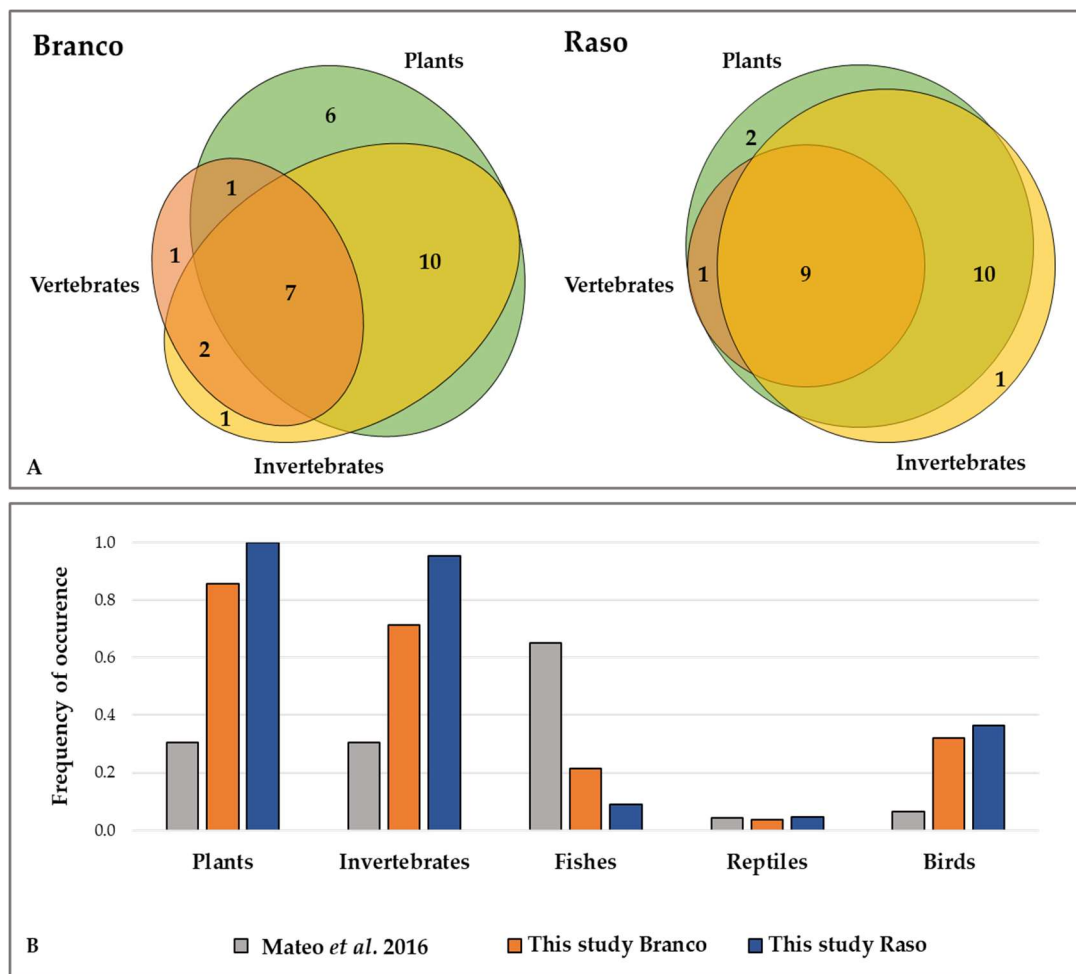 Branco
Plants
6
1
1
Vertebrates
7
10
2
1
Invertebrates
A
Raso
Plants
2
Vertebrates
1
9
10
1
Invertebrates
Frequency of occurence
1.0
0.8
0.6
0.4
0.2
0.0
Plants Invertebrates Fishes Reptiles Birds
B
Mateo et al. 2016 This study Branco This study Raso